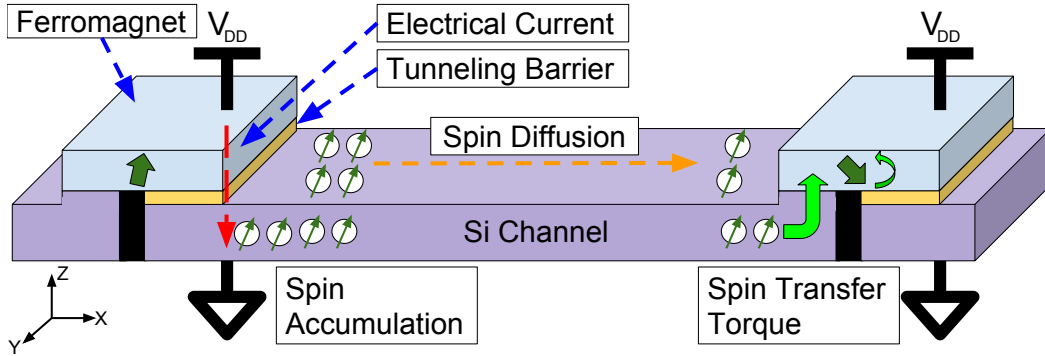 Ferromagnet
V_DD
Electrical Current
Tunneling Barrier
V_DD
Spin Diffusion
Si Channel
Z
X
Y
Spin
Accumulation
Spin Transfer
Torque